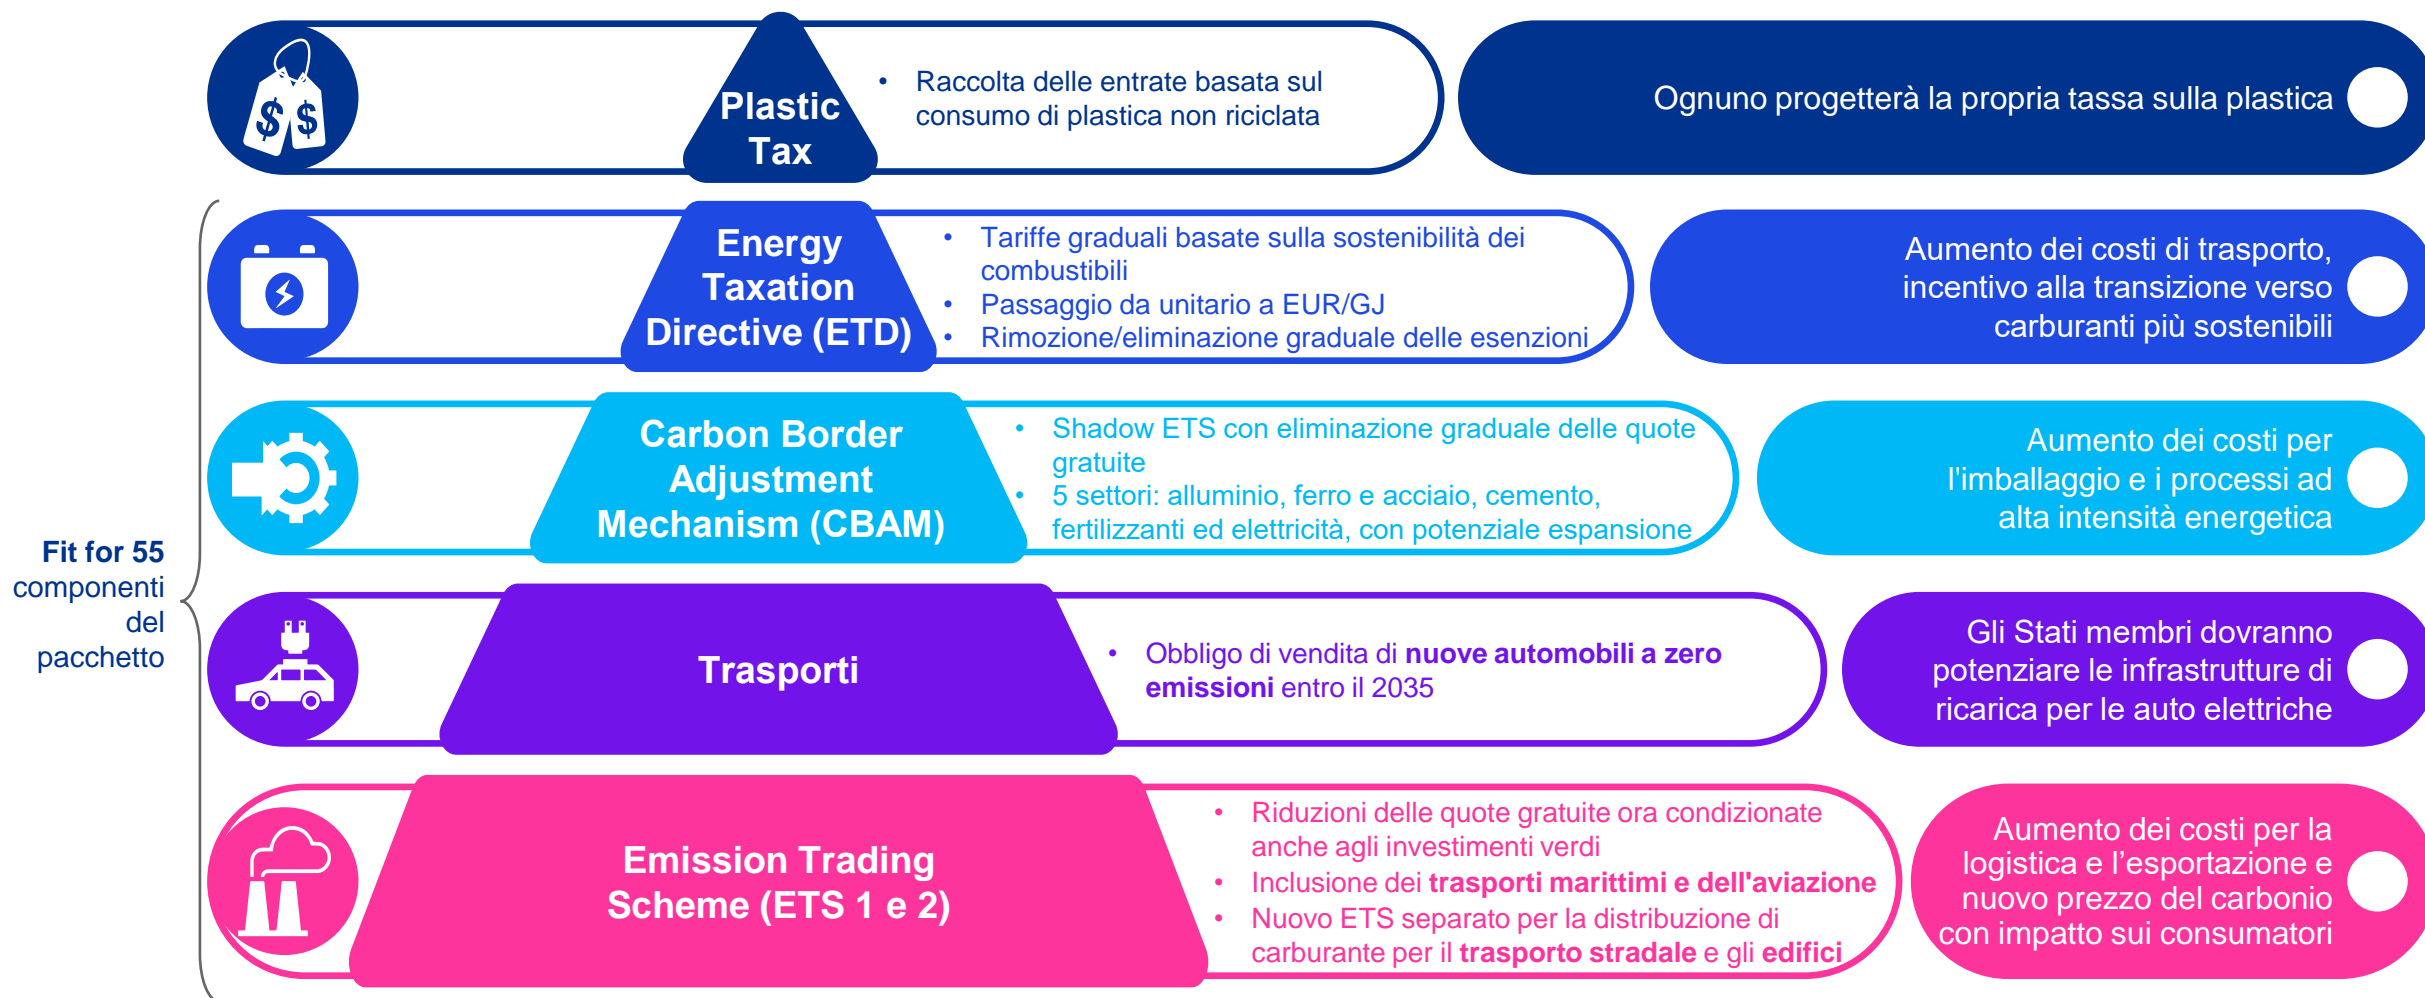 $ $
Plastic
Tax
• Raccolta delle entrate basata sul
consumo di plastica non riciclata
Ognuno progetterà la propria tassa sulla plastica
Fit for 55
componenti
del
pacchetto
Energy
Taxation
Directive (ETD)
• Tariffe graduali basate sulla sostenibilità dei
combustibili
• Passaggio da unitario a EUR/GJ
• Rimozione/eliminazione graduale delle esenzioni
Aumento dei costi di trasporto,
incentivo alla transizione verso
carburanti più sostenibili
Carbon Border
Adjustment
Mechanism (CBAM)
• Shadow ETS con eliminazione graduale delle quote
gratuite
• 5 settori: alluminio, ferro e acciaio, cemento,
fertilizzanti ed elettricità, con potenziale espansione
Aumento dei costi per
l'imballaggio e i processi ad
alta intensità energetica
Trasporti
• Obbligo di vendita di nuove automobili a zero
emissioni entro il 2035
Gli Stati membri dovranno
potenziare le infrastrutture di
ricarica per le auto elettriche
Emission Trading
Scheme (ETS 1 e 2)
• Riduzioni delle quote gratuite ora condizionate
anche agli investimenti verdi
• Inclusione dei trasporti marittimi e dell'aviazione
• Nuovo ETS separato per la distribuzione di
carburante per il trasporto stradale e gli edifici
Aumento dei costi per la
logistica e l’esportazione e
nuovo prezzo del carbonio
con impatto sui consumatori